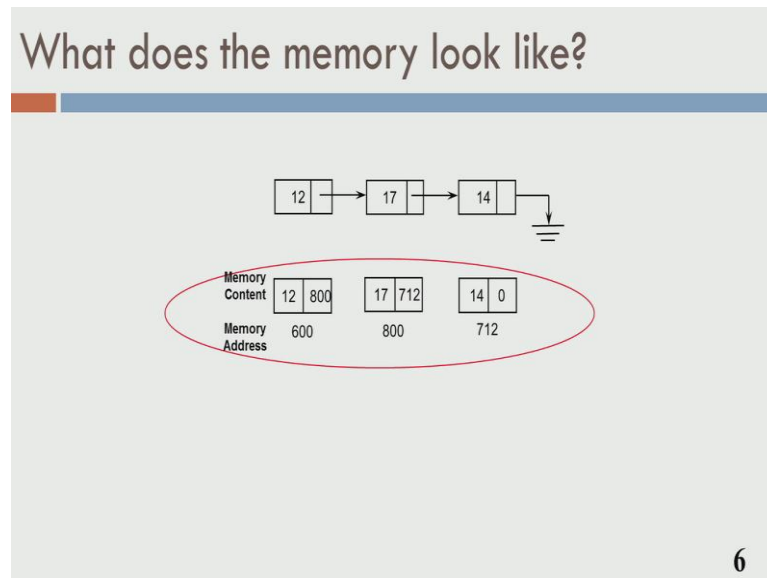 What does the memory look like?
12 17 14
Memory
Content 12 800 17 712 14 0
Memory
Address 600 800 712
6